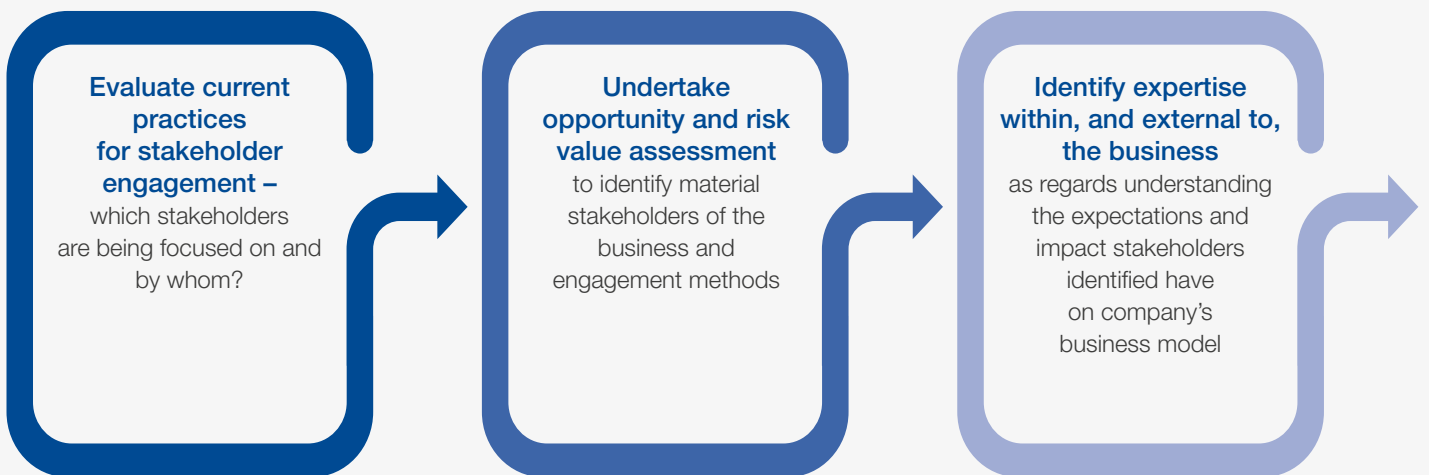 Evaluate current
practices
for stakeholder
engagement –
which stakeholders
are being focused on and
by whom?
Undertake
opportunity and risk
value assessment
to identify material
stakeholders of the
business and
engagement methods
Identify expertise
within, and external to,
the business
as regards understanding
the expectations and
impact stakeholders
identified have
on company’s
business model